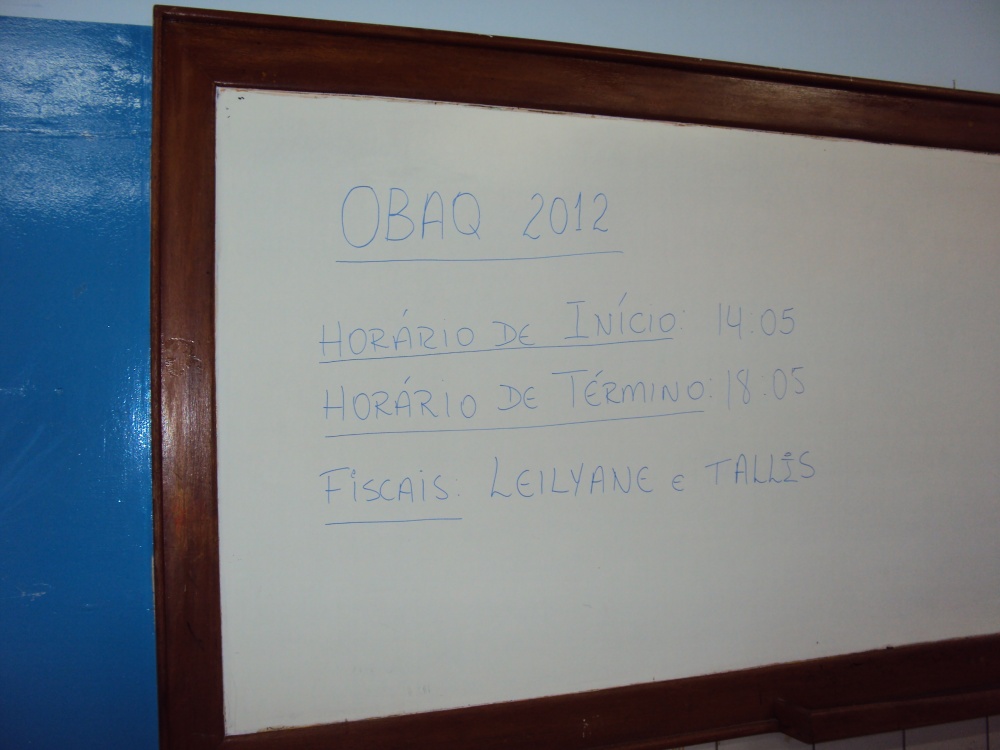 OBAQ 2012
HORÁRIO DE INÍCIO: 14.05
HORÁRIO DE TÉRMINO: 18:05
FiSCAiS: LEILYANE E TALLiS